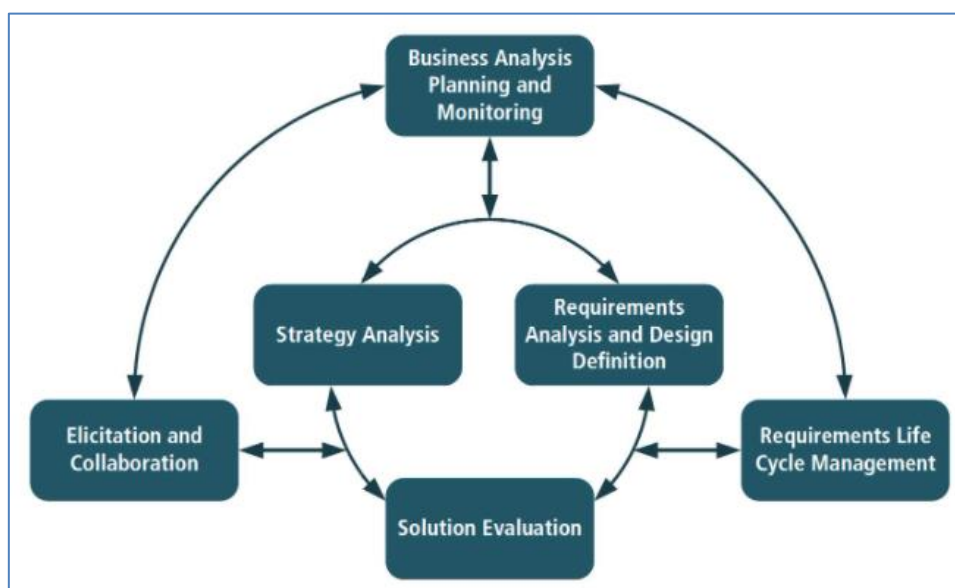 Business Analysis
Planning and
Monitoring
Strategy Analysis
Requirements
Analysis and Design
Definition
Elicitation and
Collaboration
Requirements Life
Cycle Management
Solution Evaluation